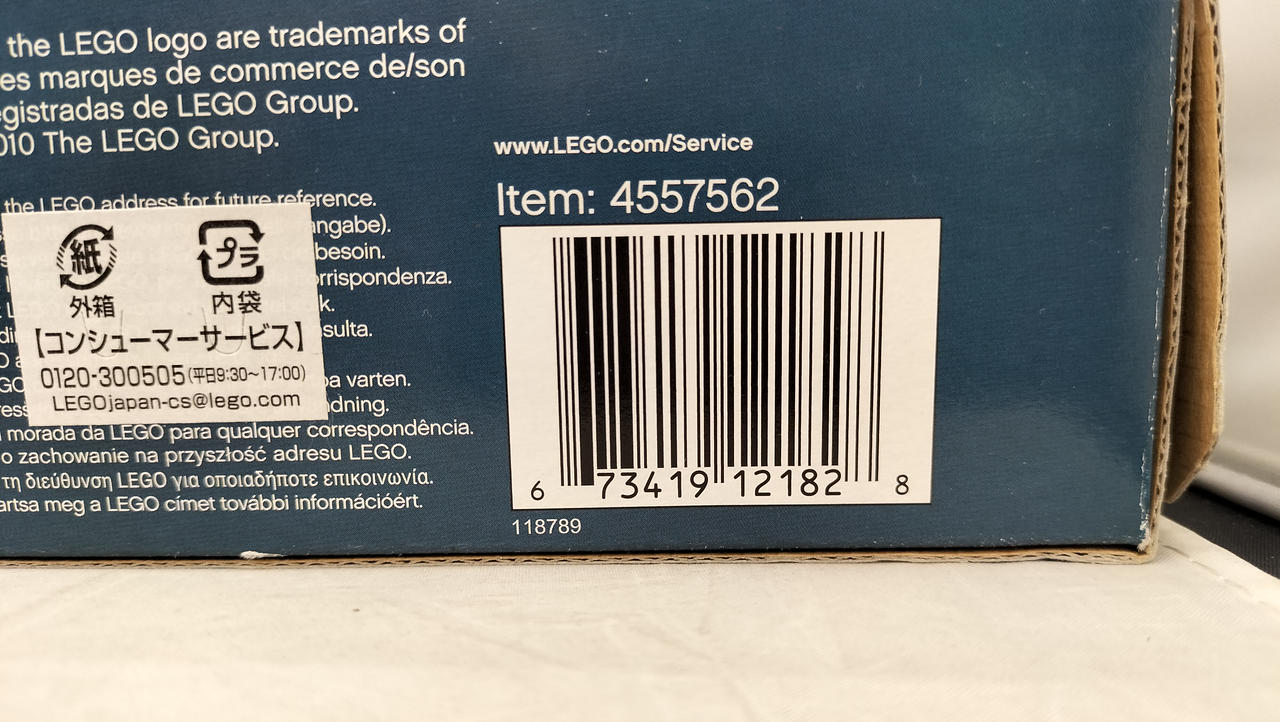 the LEGO logo are trademarks of
es marques de commerce de/son
gistradas de LEGO Group.
010 The LEGO Group.
the LEGO address for future reference.
angabe).
besoin.
rrispondenza.
k.
sulta.
varten.
dning.
morada da LEGO para qualquer correspondência.
o zachowanie na przyszłość adresu LEGO.
τη διεύθυνση LEGO για οποιαδήποτε επικοινωνία.
artsa meg a LEGO címet további információért.
紙 プラ
外箱 内袋
【コンシューマーサービス】
0120-300505(平日9:30~17:00)
LEGOjapan-cs@lego.com
www.LEGO.com/Service
Item: 4557562
6 73419 12182 8
118789